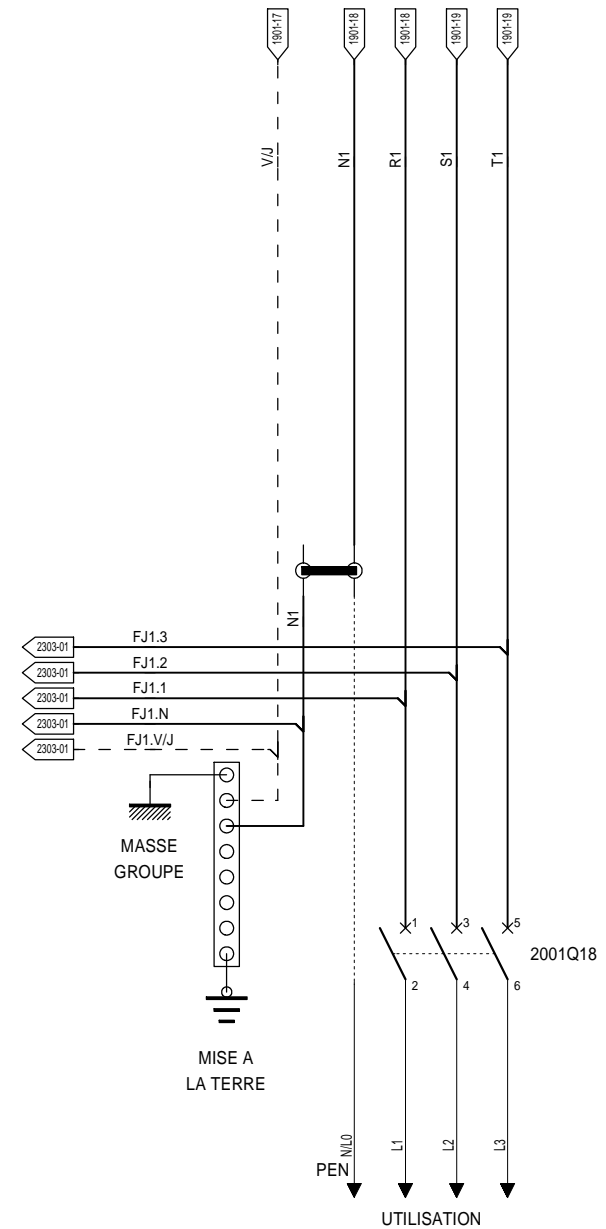 1901-17
1901-18
1901-18
1901-19
1901-19
V/J
N1
R1
S1
T1
N1
2303-01
FJ1.3
2303-01
FJ1.2
2303-01
FJ1.1
2303-01
FJ1.N
2303-01
FJ1.V/J
MASSE
GROUPE
1
3
5
2001Q18
2
4
6
MISE A
LA TERRE
N/L0
L1
L2
L3
PEN
UTILISATION